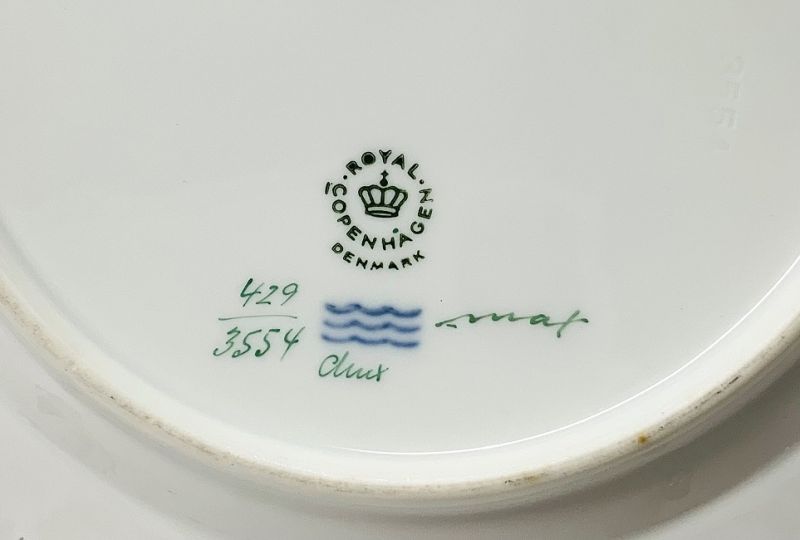 ROYAL
COPENHAGEN
DENMARK
429
3554